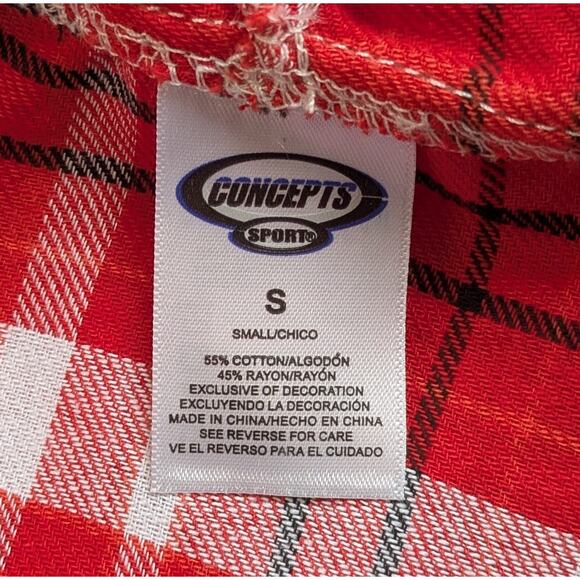 CONCEPTS
SPORT®
S
SMALL/CHICO
55% COTTON/ALGODÓN
45% RAYON/RAYÓN
EXCLUSIVE OF DECORATION
EXCLUYENDO LA DECORACIÓN
MADE IN CHINA/HECHO EN CHINA
SEE REVERSE FOR CARE
VE EL REVERSO PARA EL CUIDADO